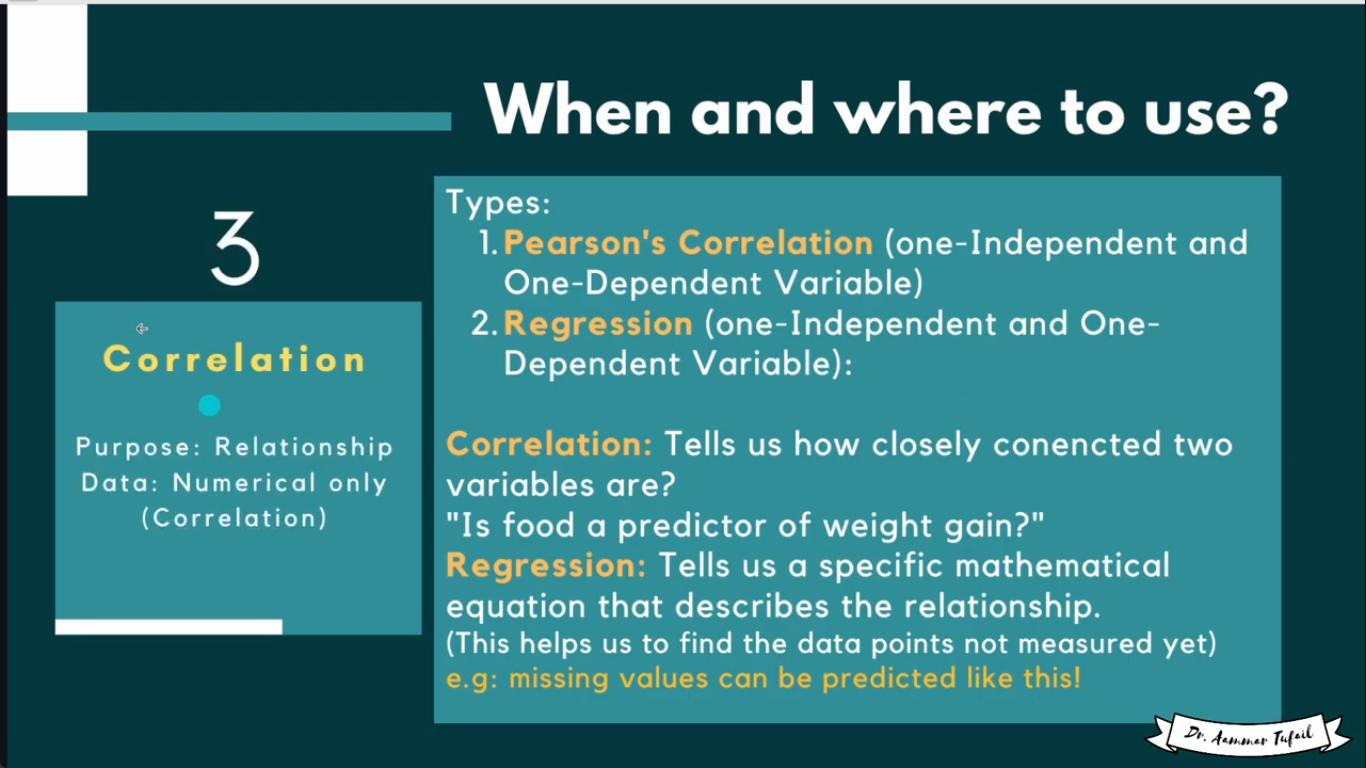 When and where to use?
3
Correlation
Purpose: Relationship
Data: Numerical only
(Correlation)
Types:
1. Pearson's Correlation (one-Independent and
One-Dependent Variable)
2. Regression (one-Independent and One-
Dependent Variable):
Correlation: Tells us how closely conencted two
variables are?
"Is food a predictor of weight gain?"
Regression: Tells us a specific mathematical
equation that describes the relationship.
(This helps us to find the data points not measured yet)
e.g: missing values can be predicted like this!
Dr. Aammar Tufail